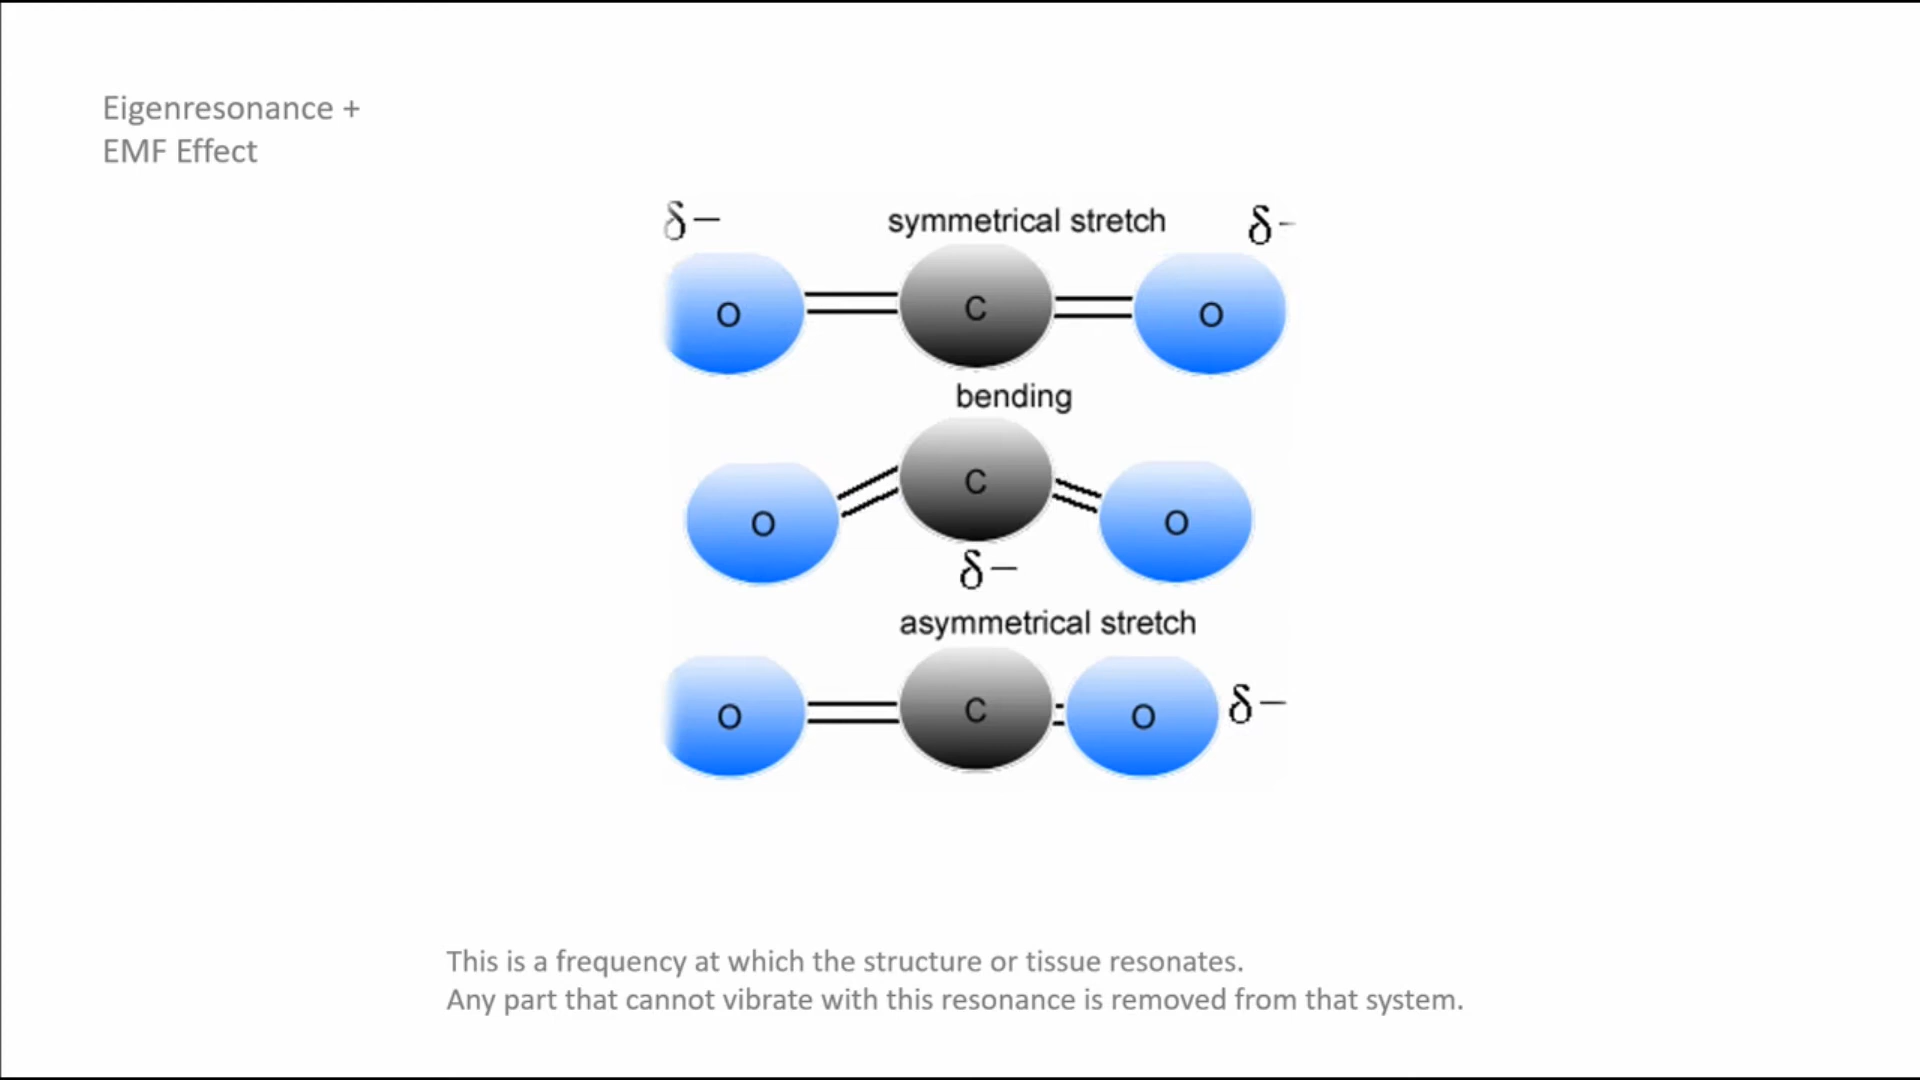 Eigenresonance +
EMF Effect
δ− symmetrical stretch δ-
O C O
bending
C
O O
δ−
asymmetrical stretch
O C O δ−
This is a frequency at which the structure or tissue resonates.
Any part that cannot vibrate with this resonance is removed from that system.